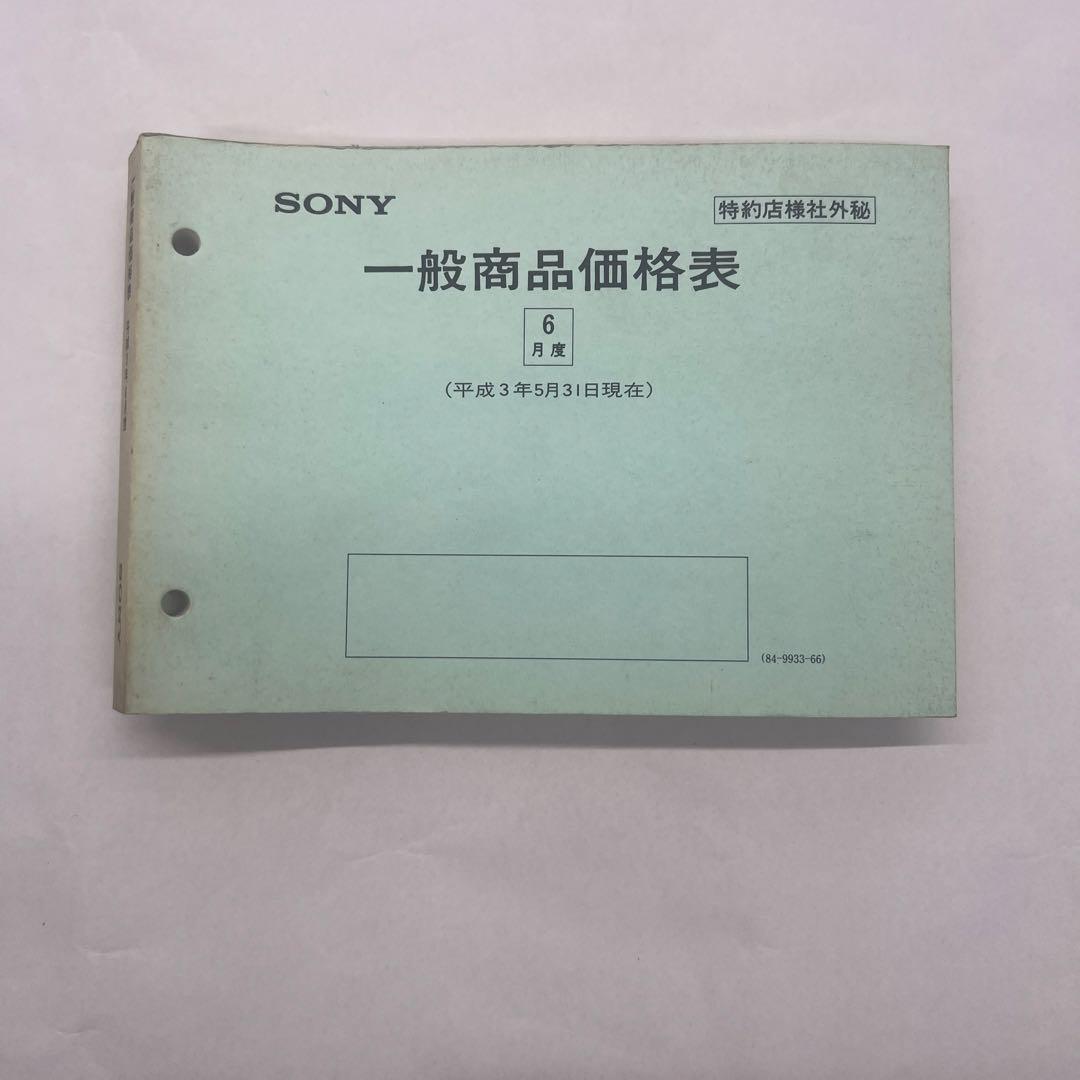 SONY
特約店様社外秘
一般商品価格表
6
月度
(平成3年5月31日現在)
(84-9933-66)
SONY